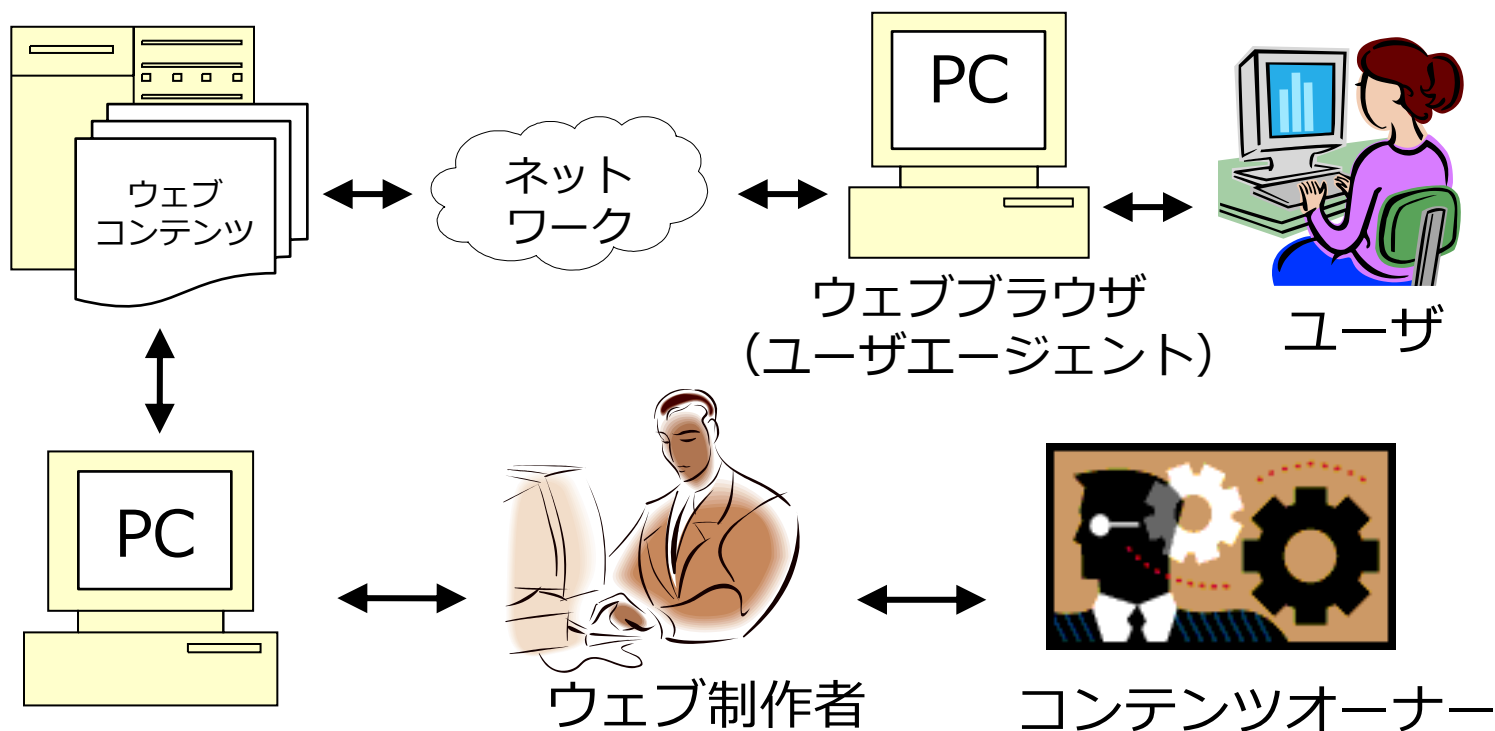 ウェブ
コンテンツ
ネット
ワーク
PC
ウェブブラウザ
（ユーザエージェント）
ユーザ
PC
ウェブ制作者
コンテンツオーナー